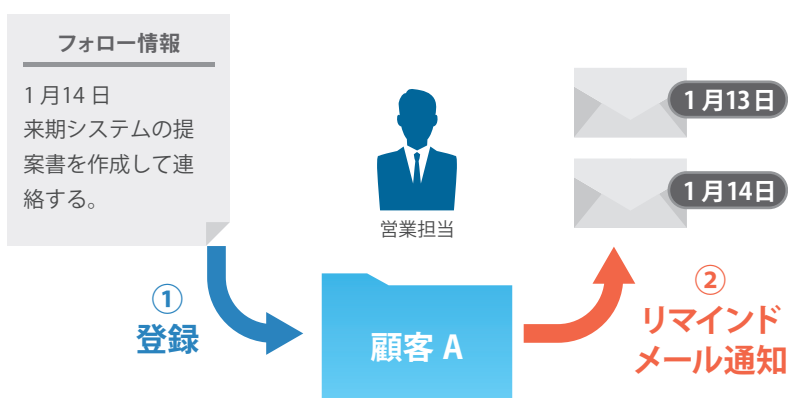 フォロー情報
1月14日
来期システムの提
案書を作成して連
絡する。
営業担当
1月13日
1月14日
①
登録
顧客 A
②
リマインド
メール通知